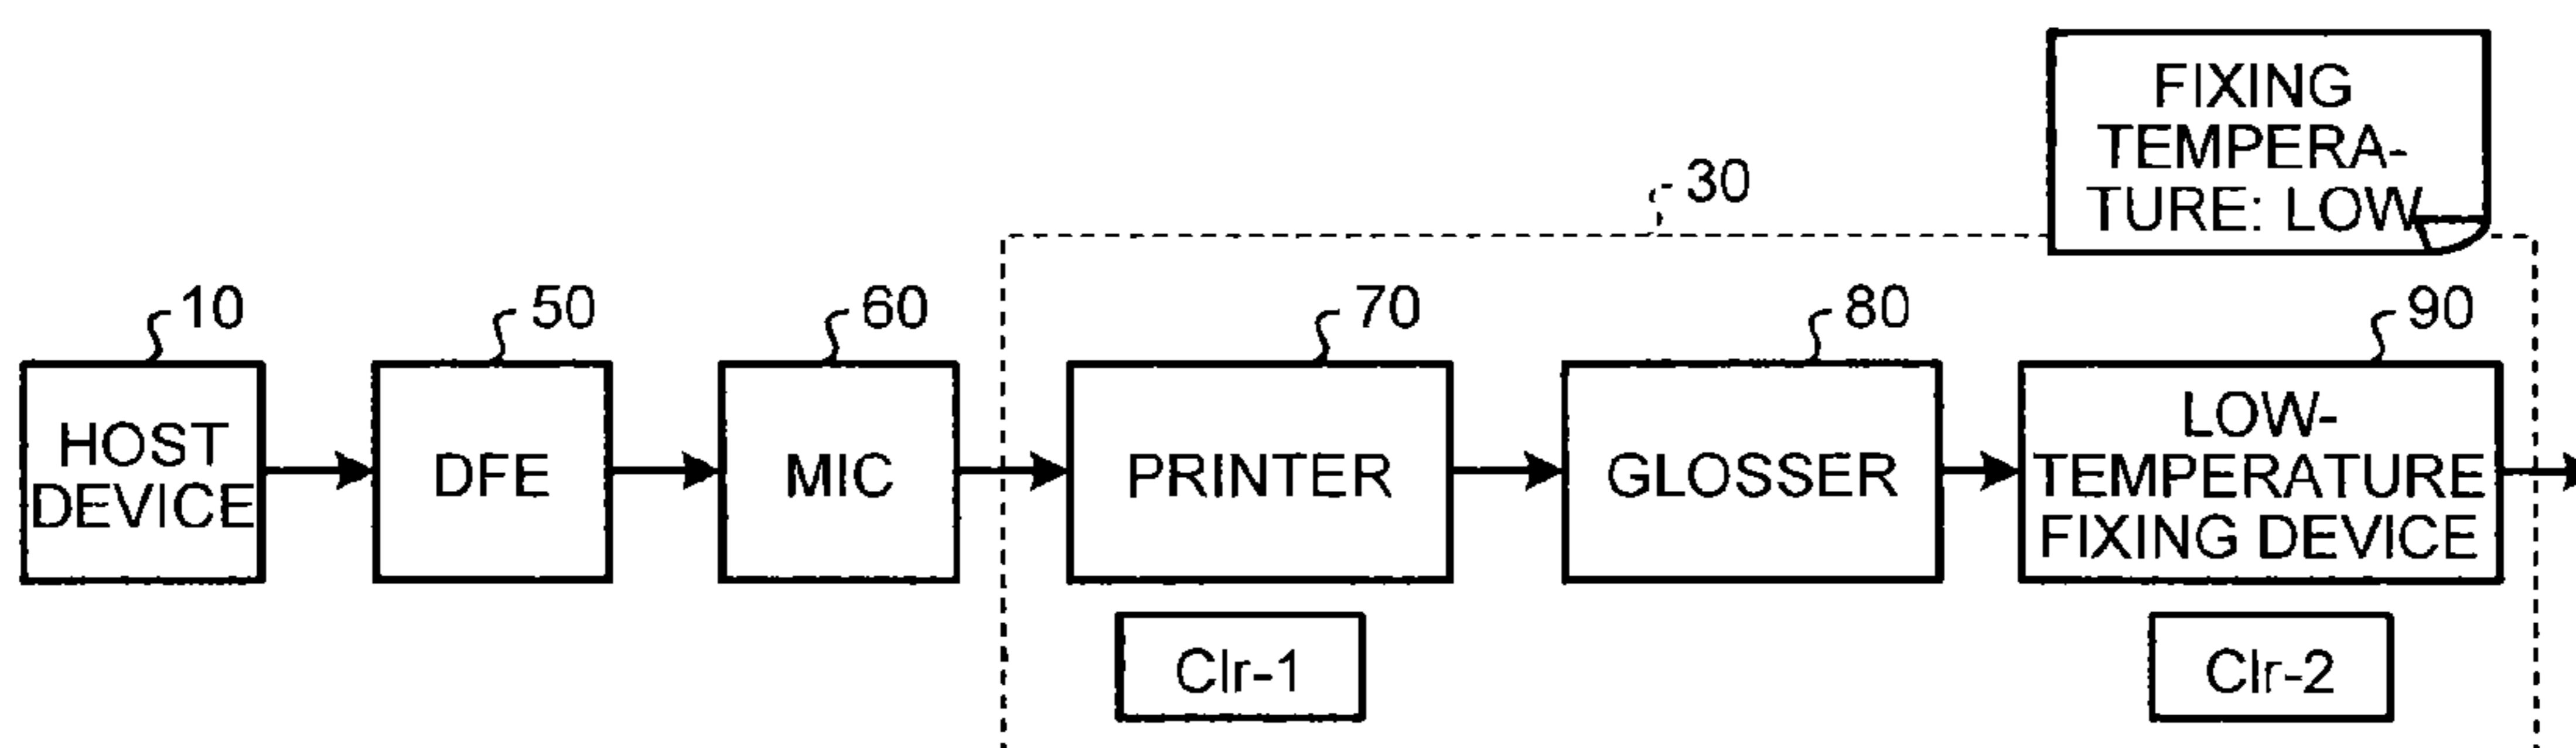 FIXING
TEMPERA-
TURE: LOW
30
10
50
60
70
80
90
HOST
DEVICE
DFE
MIC
PRINTER
GLOSSER
LOW-
TEMPERATURE
FIXING DEVICE
Clr-1
Clr-2